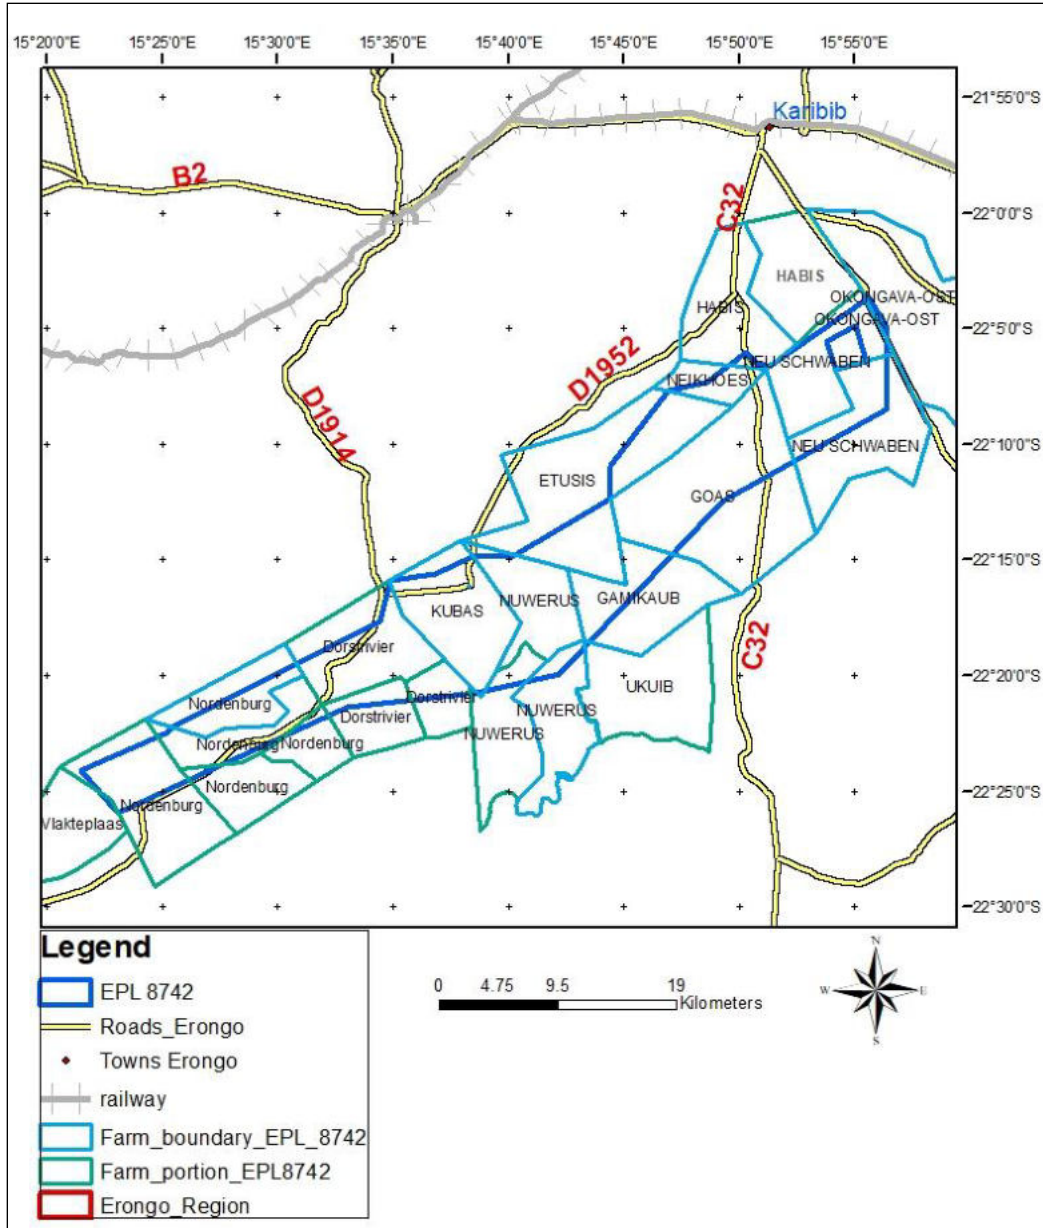 15°20'0"E 15°25'0"E 15°30'0"E 15°35'0"E 15°40'0"E 15°45'0"E 15°50'0"E 15°55'0"E
21°55'0"S
Karibib
B2
C32
22°0'0"S
HABIS
OKONGAVA-OST
HABIS
OKONGAVA-OST
22°5'0"S
D1952
NEU SCHWABEN
NEIKHOES
D1914
22°10'0"S
NEU SCHWABEN
ETUSIS
GOAS
22°15'0"S
KUBAS
NUWERUS
GAMIKAUB
C32
Dorstrivier
22°20'0"S
UKUIB
Dorstrivier
Nordenburg
Dorstrivier
NUWERUS
NUWERUS
Nordenburg
Nordenburg
Nordenburg
22°25'0"S
Nordenburg
Vlakteplaas
22°30'0"S
Legend
EPL 8742
Roads_Erongo
Towns Erongo
railway
Farm_boundary_EPL_8742
Farm_portion_EPL8742
Erongo_Region
0 4.75 9.5 19
Kilometers
N
W E
S